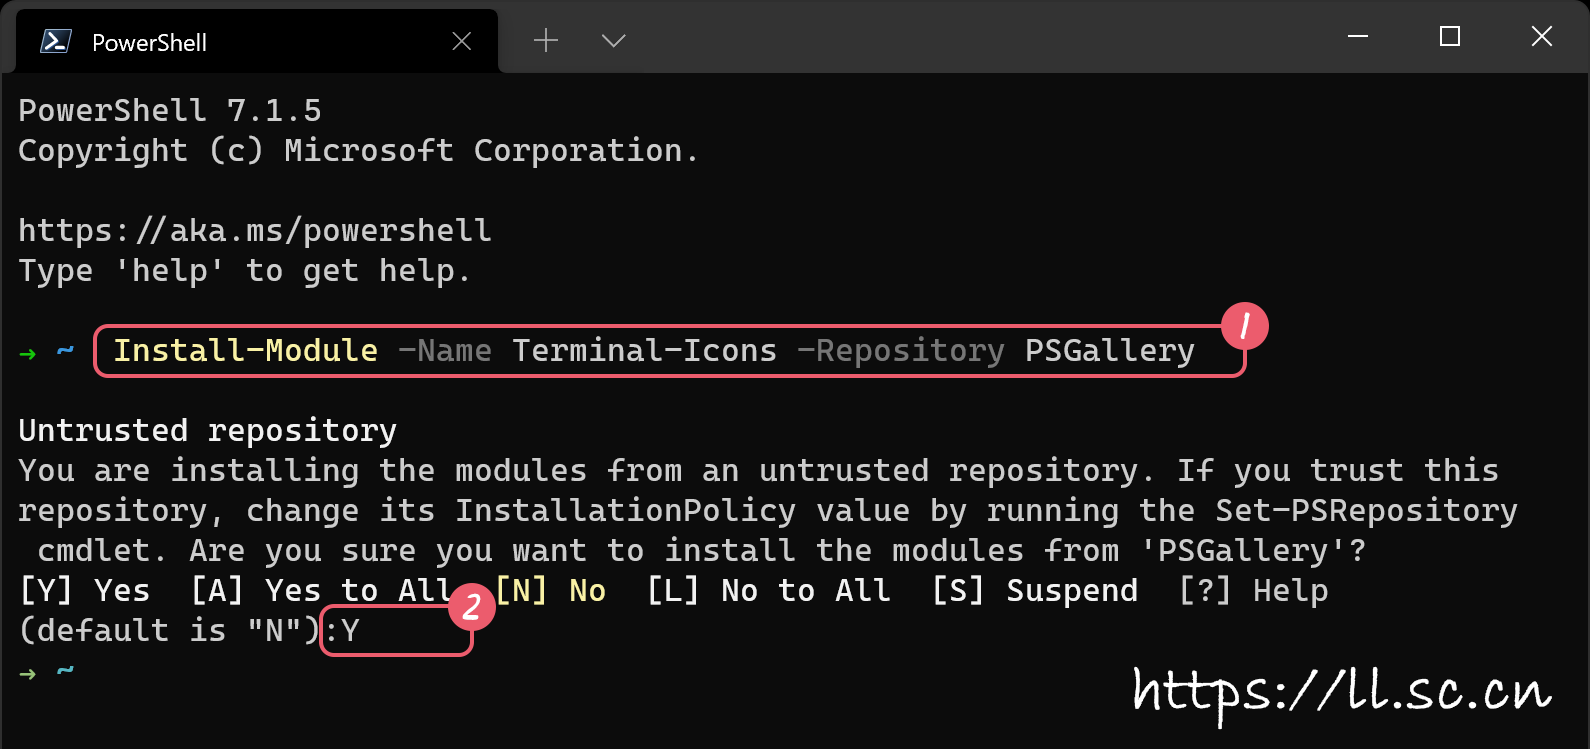 PowerShell
PowerShell 7.1.5
Copyright (c) Microsoft Corporation.
https://aka.ms/powershell
Type 'help' to get help.
→ ~ Install-Module -Name Terminal-Icons -Repository PSGallery
1
Untrusted repository
You are installing the modules from an untrusted repository. If you trust this
repository, change its InstallationPolicy value by running the Set-PSRepository
cmdlet. Are you sure you want to install the modules from 'PSGallery'?
[Y] Yes [A] Yes to All [N] No [L] No to All [S] Suspend [?] Help
2
(default is "N"):Y
→ ~
https://ll.sc.cn